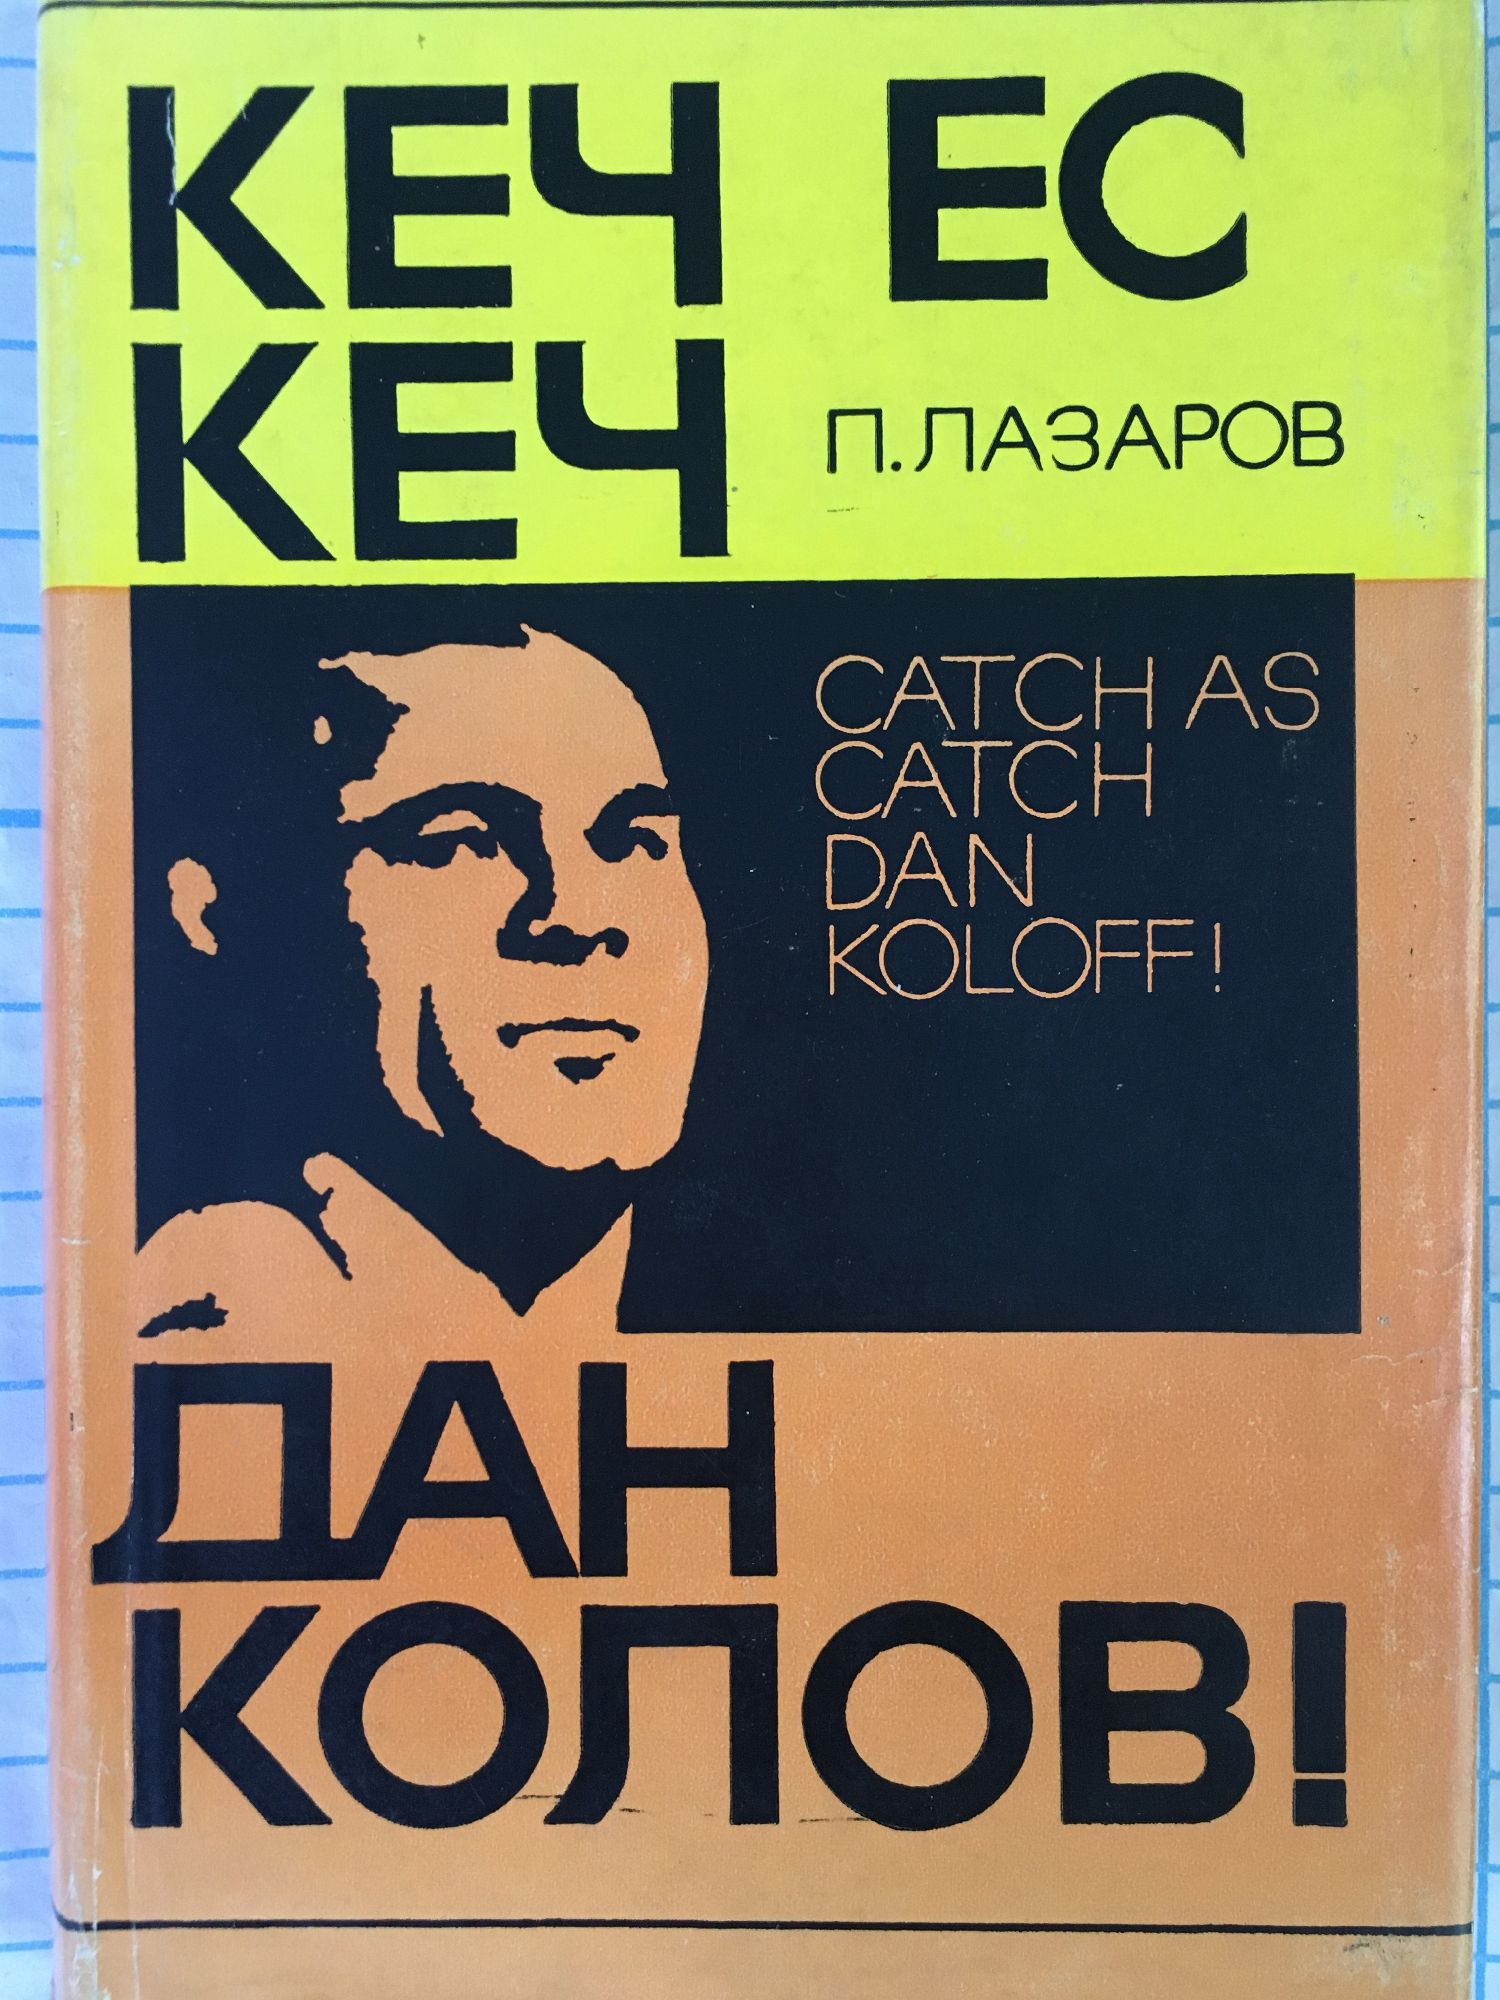 КЕЧ ЕС
КЕЧ
П. ЛАЗАРОВ
CATCH AS
CATCH
DAN
KOLOFF!
ДАН
КОЛОВ!